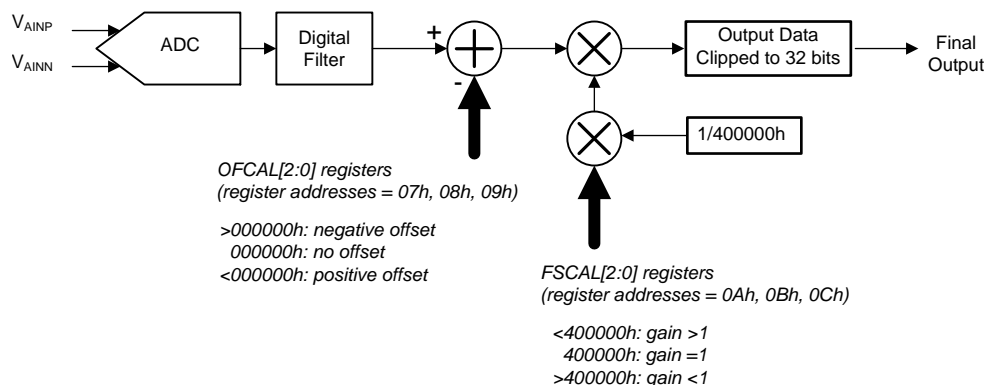 V_AINP
V_AINN
ADC
Digital
Filter
+
-
Output Data
Clipped to 32 bits
Final
Output
1/400000h
OFCAL[2:0] registers
(register addresses = 07h, 08h, 09h)
>000000h: negative offset
000000h: no offset
<000000h: positive offset
FSCAL[2:0] registers
(register addresses = 0Ah, 0Bh, 0Ch)
<400000h: gain >1
400000h: gain =1
>400000h: gain <1